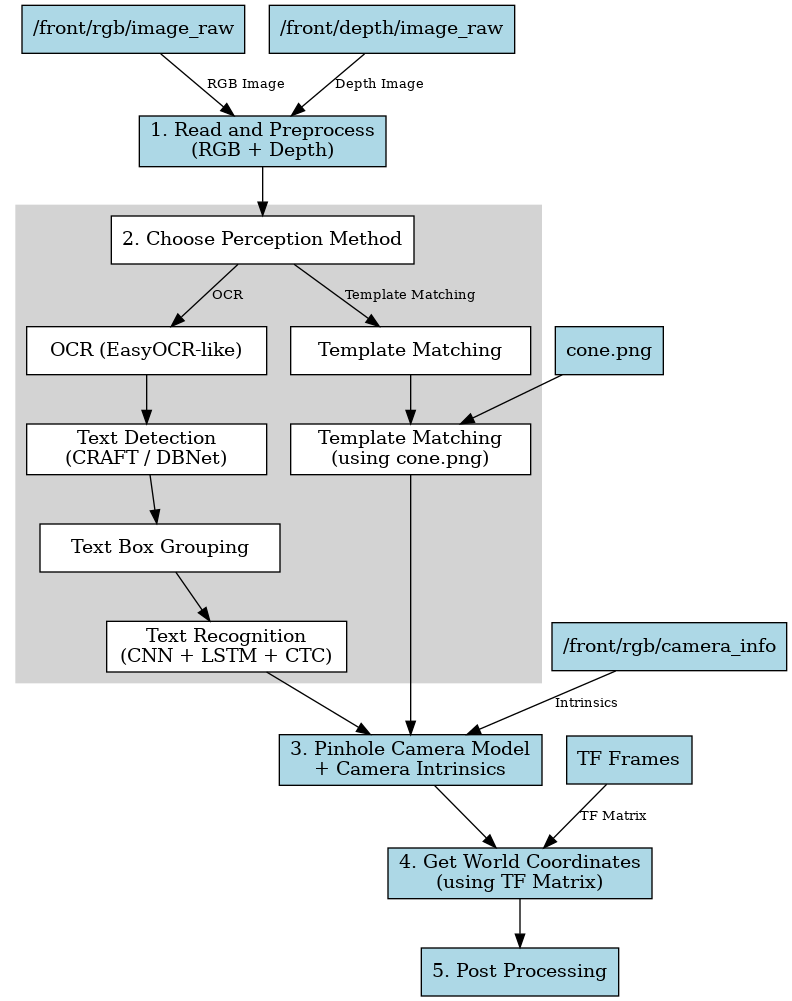 /front/rgb/image_raw
/front/depth/image_raw
RGB Image
Depth Image
1. Read and Preprocess
(RGB + Depth)
2. Choose Perception Method
OCR
Template Matching
OCR (EasyOCR-like)
Template Matching
cone.png
Text Detection
(CRAFT / DBNet)
Template Matching
(using cone.png)
Text Box Grouping
Text Recognition
(CNN + LSTM + CTC)
/front/rgb/camera_info
Intrinsics
3. Pinhole Camera Model
+ Camera Intrinsics
TF Frames
TF Matrix
4. Get World Coordinates
(using TF Matrix)
5. Post Processing